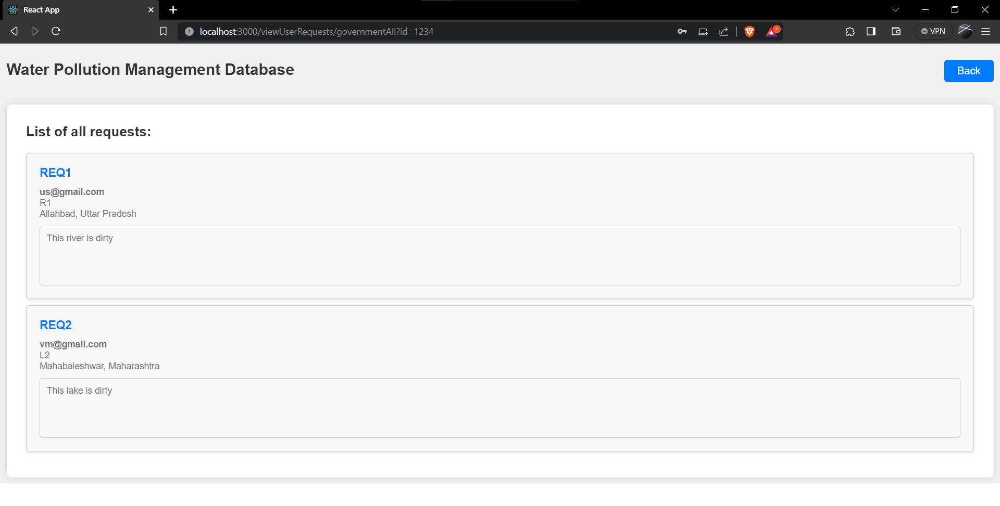 React App
localhost:3000/viewUserRequests/governmentAll?id=1234
1
VPN
Water Pollution Management Database
Back
List of all requests:
REQ1
us@gmail.com
R1
Allahbad, Uttar Pradesh
This river is dirty
REQ2
vm@gmail.com
L2
Mahabaleshwar, Maharashtra
This lake is dirty